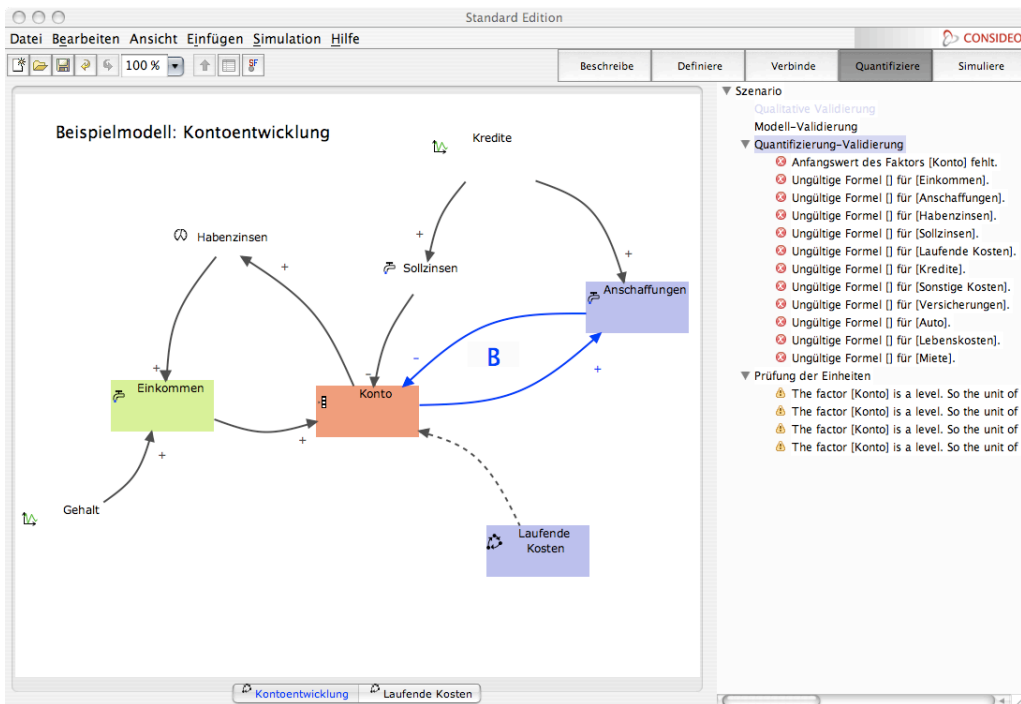 Standard Edition
Datei Bearbeiten Ansicht Einfügen Simulation Hilfe
CONSIDEO
100 %
SF
Beschreibe
Definiere
Verbinde
Quantifiziere
Simuliere
Beispielmodell: Kontoentwicklung
Kredite
+
Habenzinsen
+
Sollzinsen
+
Anschaffungen
-
B
+
+
Einkommen
-
Konto
+
+
Gehalt
Laufende
Kosten
Kontoentwicklung
Laufende Kosten
Szenario
Qualitative Validierung
Modell-Validierung
Quantifizierung-Validierung
Anfangswert des Faktors [Konto] fehlt.
Ungültige Formel [] für [Einkommen].
Ungültige Formel [] für [Anschaffungen].
Ungültige Formel [] für [Habenzinsen].
Ungültige Formel [] für [Sollzinsen].
Ungültige Formel [] für [Laufende Kosten].
Ungültige Formel [] für [Kredite].
Ungültige Formel [] für [Sonstige Kosten].
Ungültige Formel [] für [Versicherungen].
Ungültige Formel [] für [Auto].
Ungültige Formel [] für [Lebenskosten].
Ungültige Formel [] für [Miete].
Prüfung der Einheiten
The factor [Konto] is a level. So the unit of
The factor [Konto] is a level. So the unit of
The factor [Konto] is a level. So the unit of
The factor [Konto] is a level. So the unit of